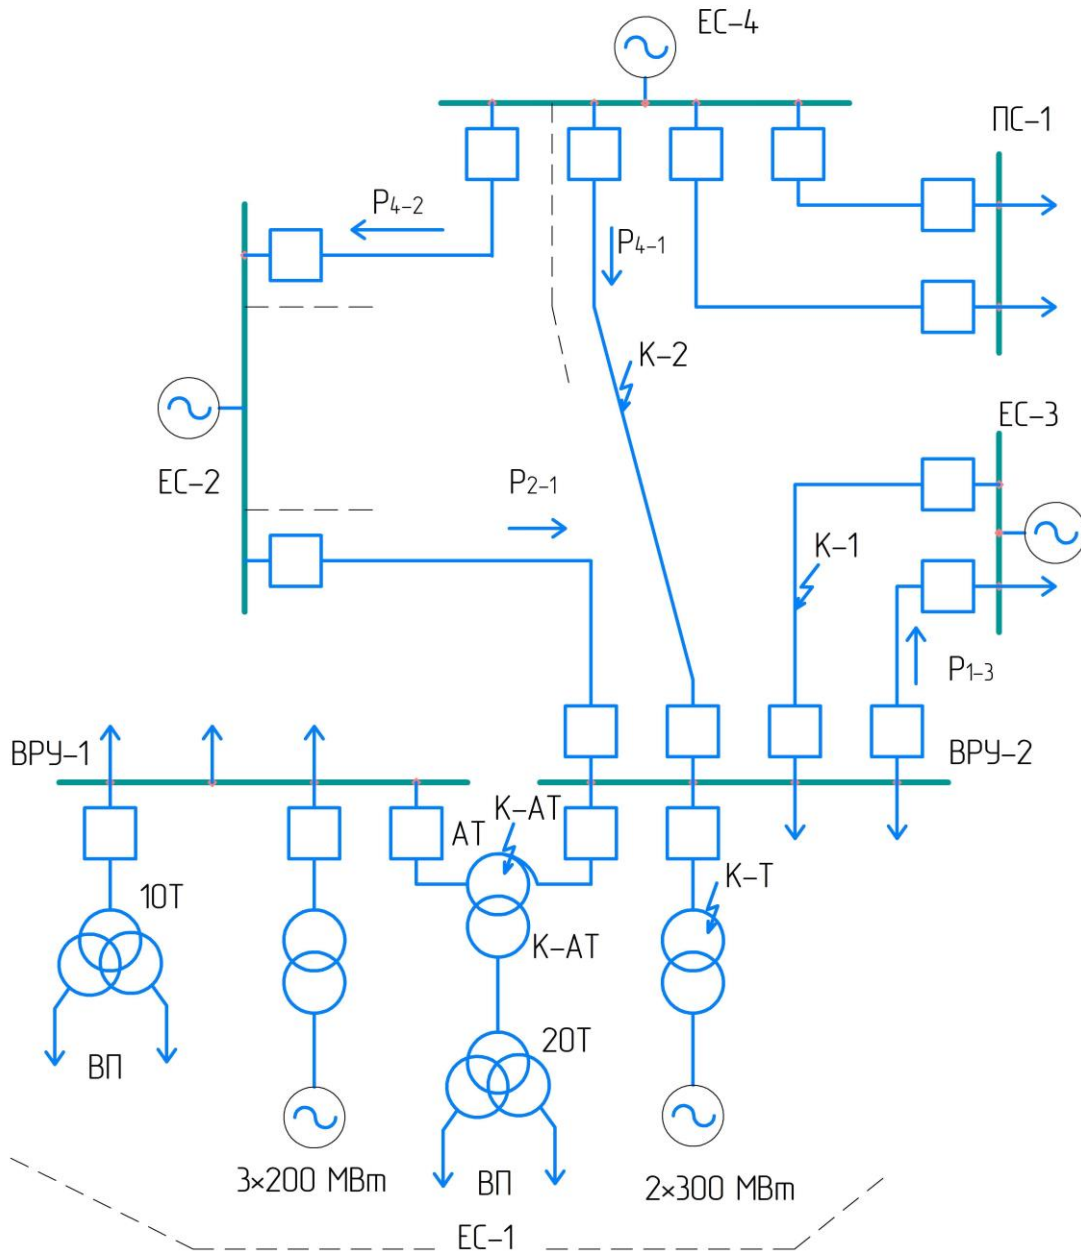 ЕС-4
ПС-1
P4-2
P4-1
К-2
ЕС-3
ЕС-2
P2-1
К-1
P1-3
ВРУ-1
ВРУ-2
К-АТ
АТ
К-Т
10Т
К-АТ
20Т
ВП
3×200 МВт
ВП
2×300 МВт
ЕС-1